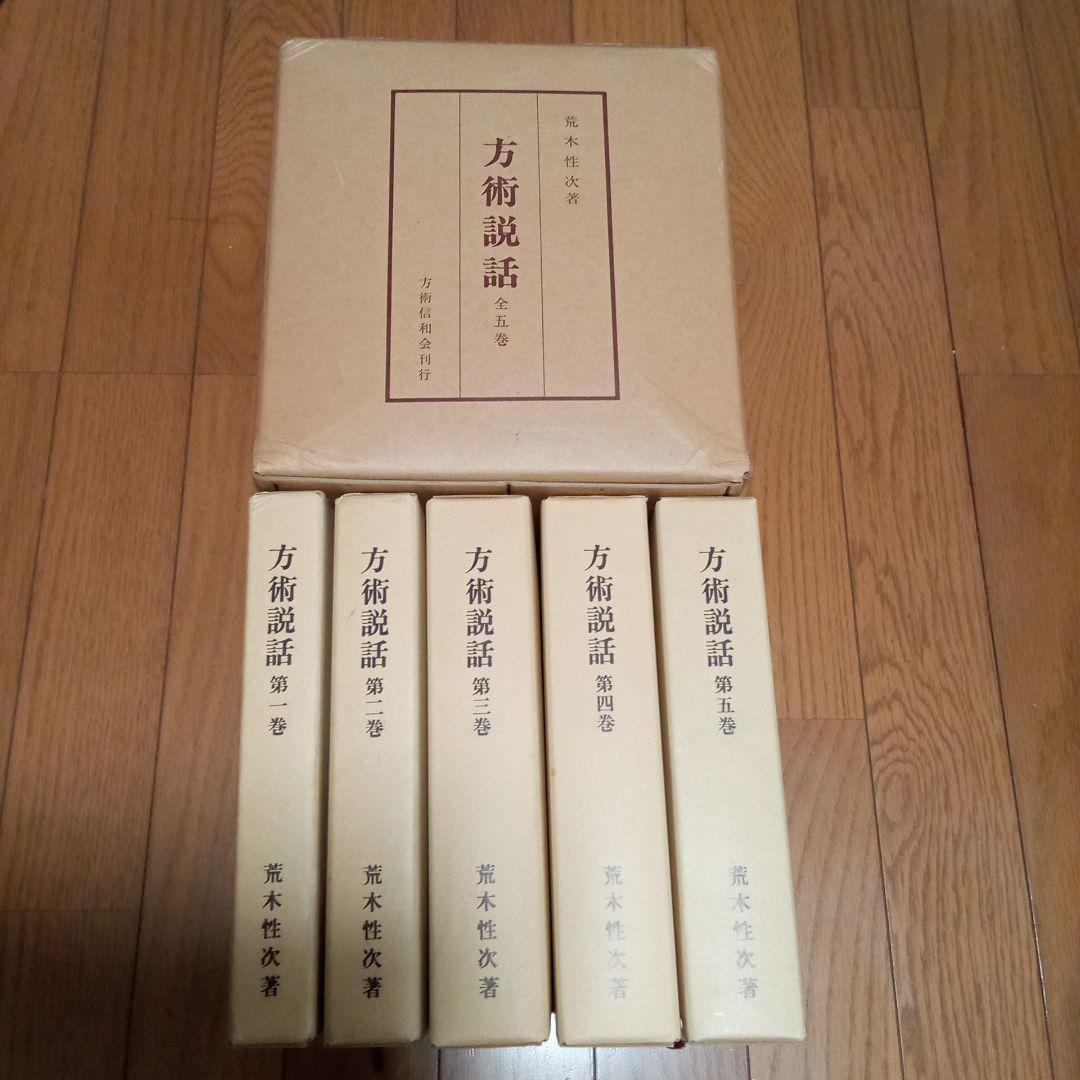 荒木性次著
方術説話
全五巻
方術信和会刊行
方術説話 第一巻 荒木性次著
方術説話 第二巻 荒木性次著
方術説話 第三巻 荒木性次著
方術説話 第四巻 荒木性次著
方術説話 第五巻 荒木性次著